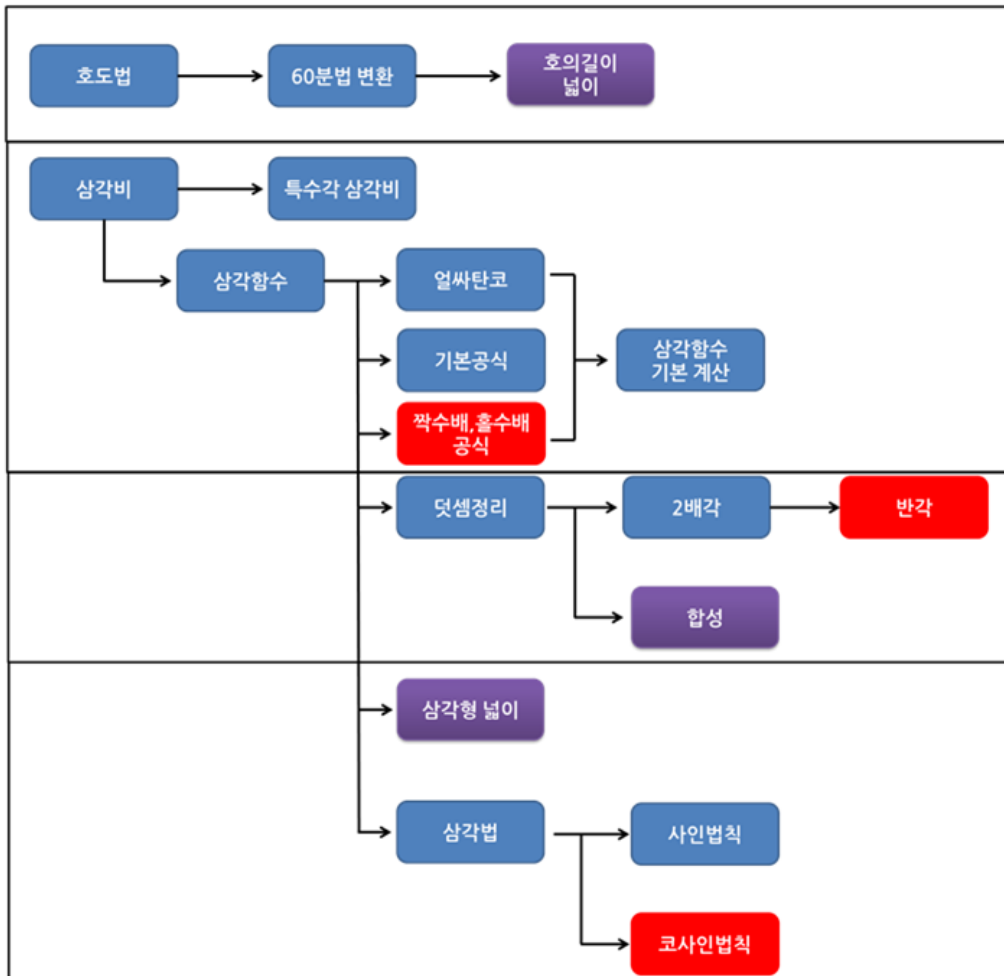 호도법
60분법 변환
호의길이
넓이
삼각비
특수각 삼각비
삼각함수
얼싸탄코
기본공식
삼각함수
기본 계산
짝수배,홀수배
공식
덧셈정리
2배각
반각
합성
삼각형 넓이
삼각법
사인법칙
코사인법칙